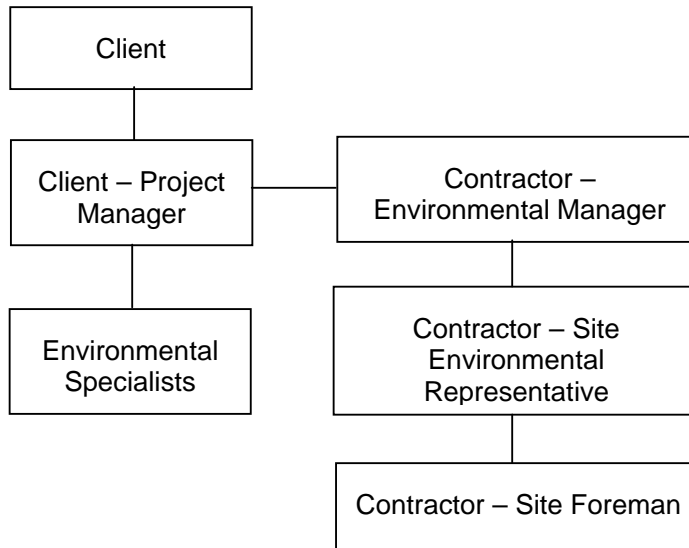 Client
Client – Project
Manager
Contractor –
Environmental Manager
Environmental
Specialists
Contractor – Site
Environmental
Representative
Contractor – Site Foreman